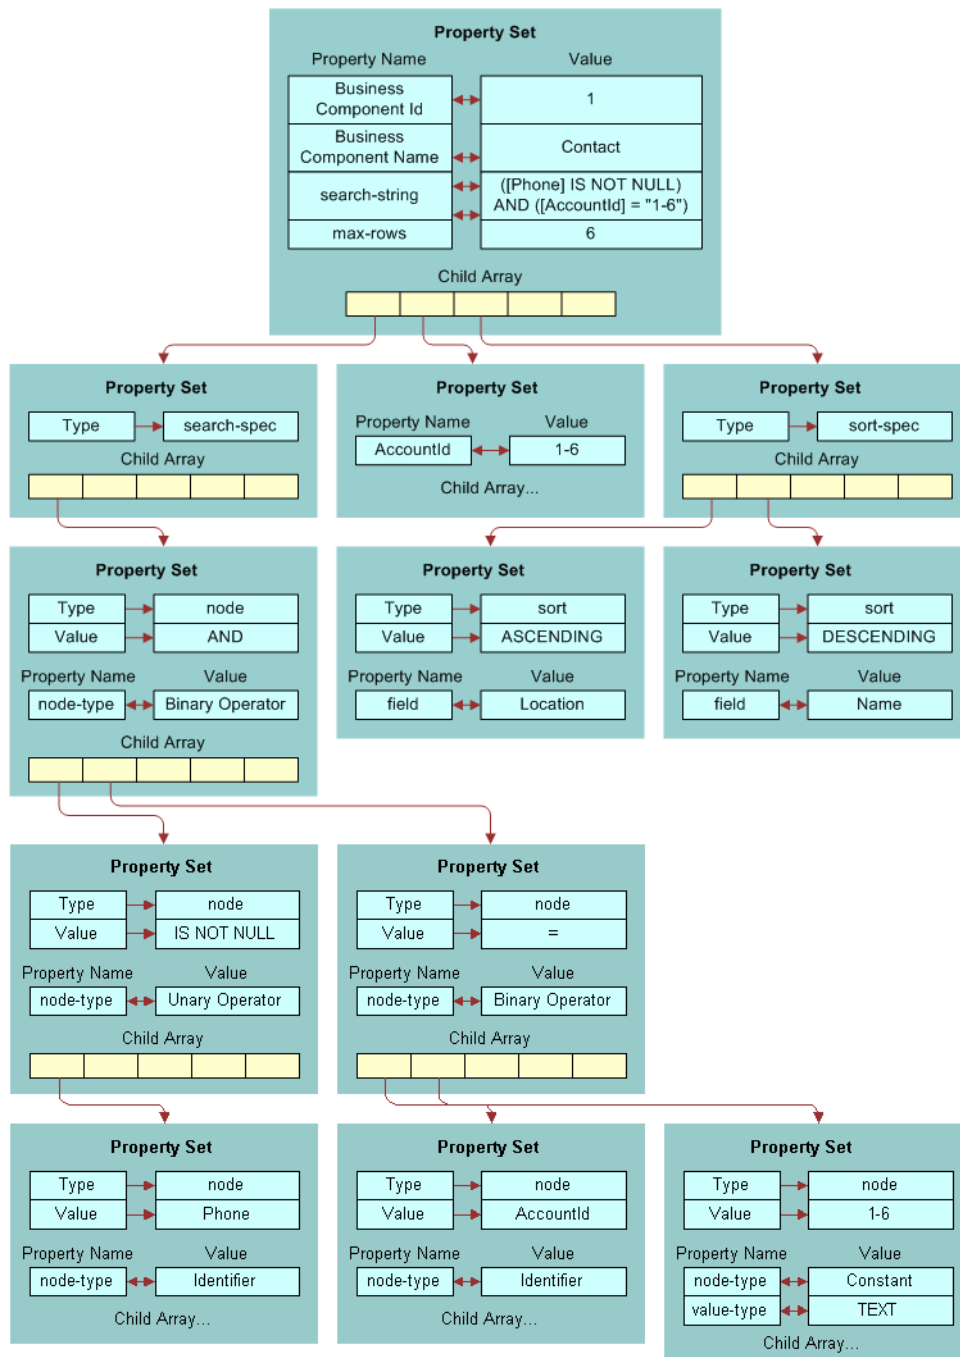 Property Set
Property Name Value
Business
Component Id
1
Business
Component Name
Contact
search-string
([Phone] IS NOT NULL)
AND ([AccountId] = "1-6")
max-rows 6
Child Array
Property Set
Type search-spec
Child Array
Property Set
Property Name Value
AccountId 1-6
Child Array...
Property Set
Type sort-spec
Child Array
Property Set
Type node
Value AND
Property Name Value
node-type Binary Operator
Child Array
Property Set
Type sort
Value ASCENDING
Property Name Value
field Location
Property Set
Type sort
Value DESCENDING
Property Name Value
field Name
Property Set
Type node
Value IS NOT NULL
Property Name Value
node-type Unary Operator
Child Array
Property Set
Type node
Value =
Property Name Value
node-type Binary Operator
Child Array
Property Set
Type node
Value Phone
Property Name Value
node-type Identifier
Child Array...
Property Set
Type node
Value AccountId
Property Name Value
node-type Identifier
Child Array...
Property Set
Type node
Value 1-6
Property Name Value
node-type Constant
value-type TEXT
Child Array...